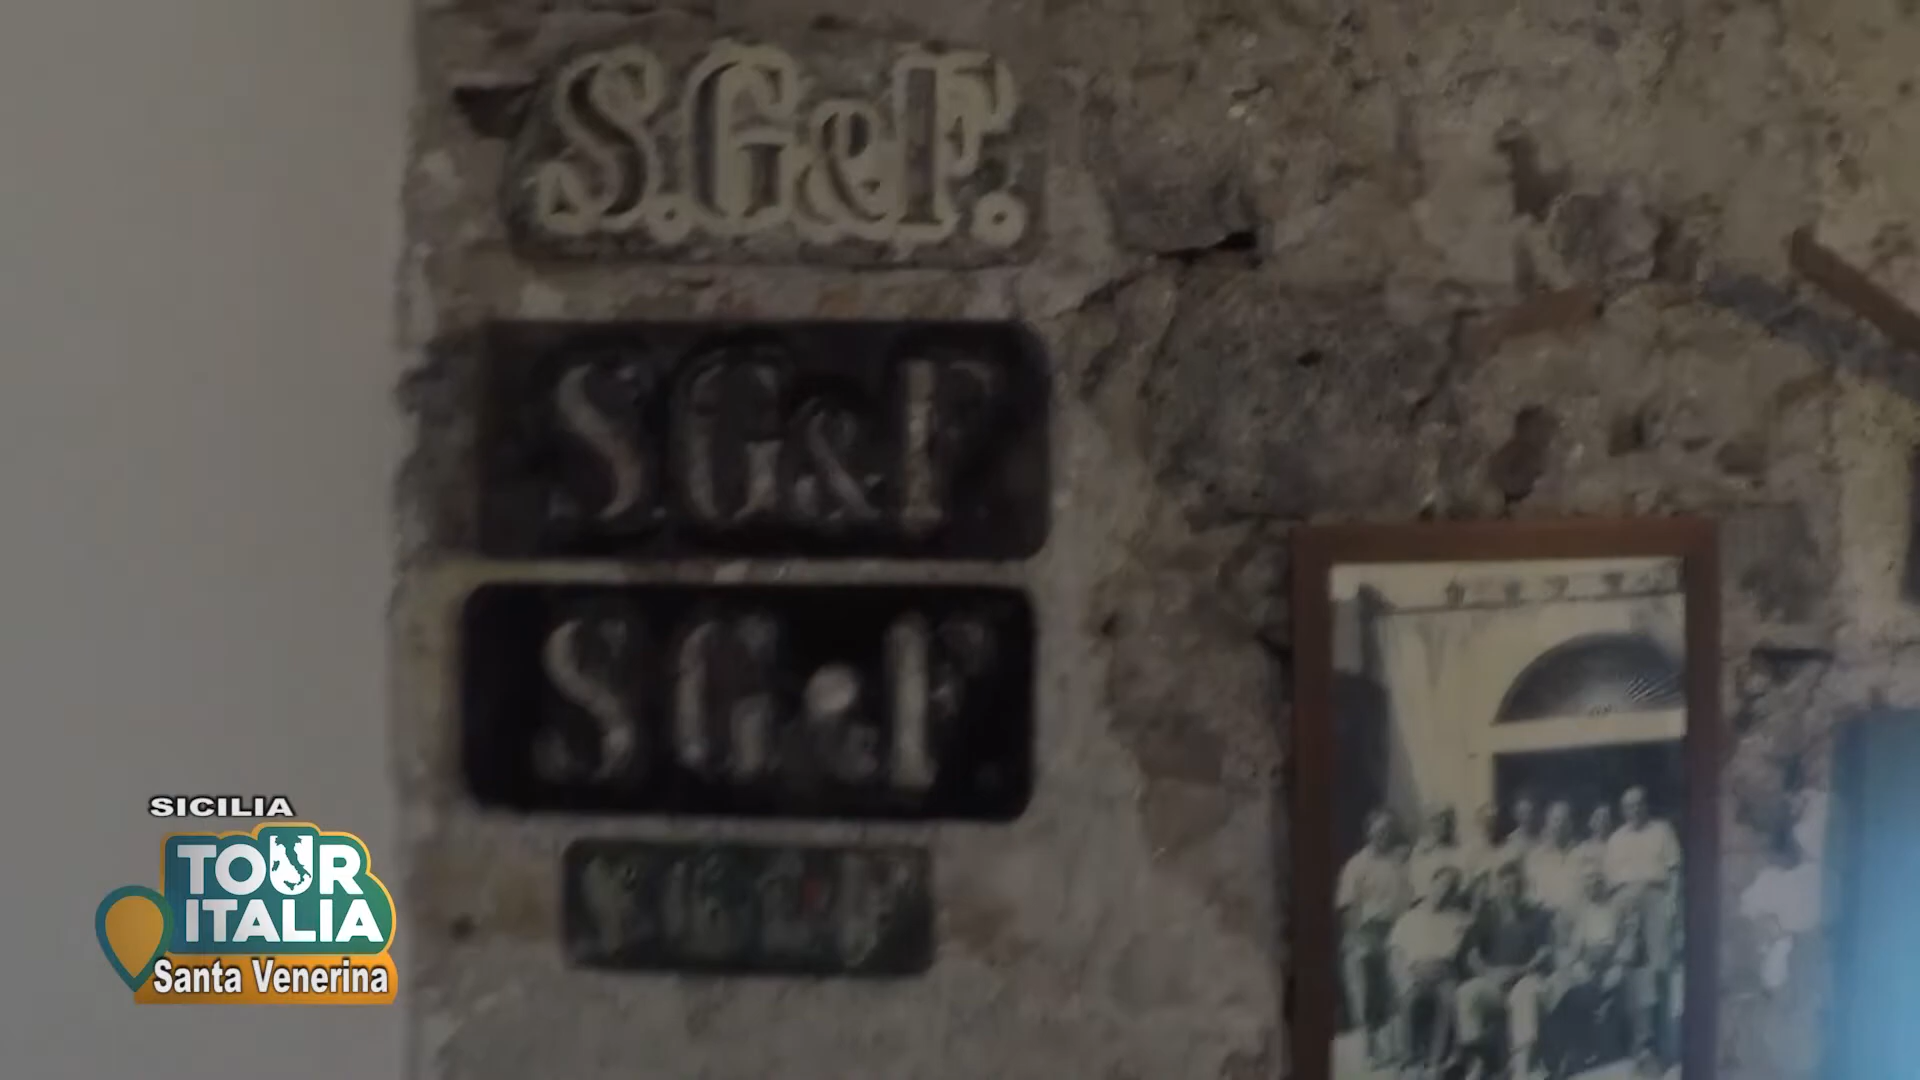 S.G&F.
S.G&F
S G & F
SICILIA
TOUR
ITALIA
Santa Venerina